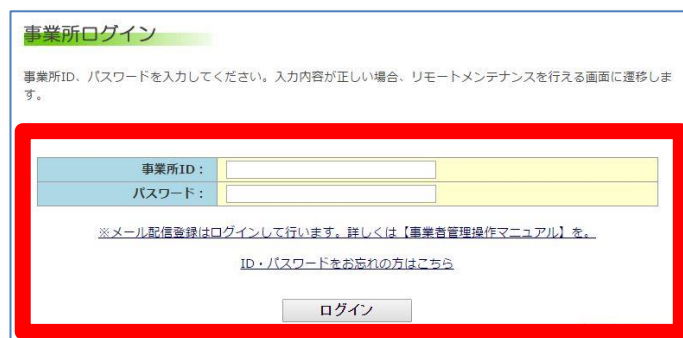 事業所ログイン
事業所ID、パスワードを入力してください。入力内容が正しい場合、リモートメンテナンスを行える画面に遷移しま
す。
事業所ID：
パスワード：
※メール配信登録はログインして行います。詳しくは【事業者管理操作マニュアル】を。
ID・パスワードをお忘れの方はこちら
ログイン